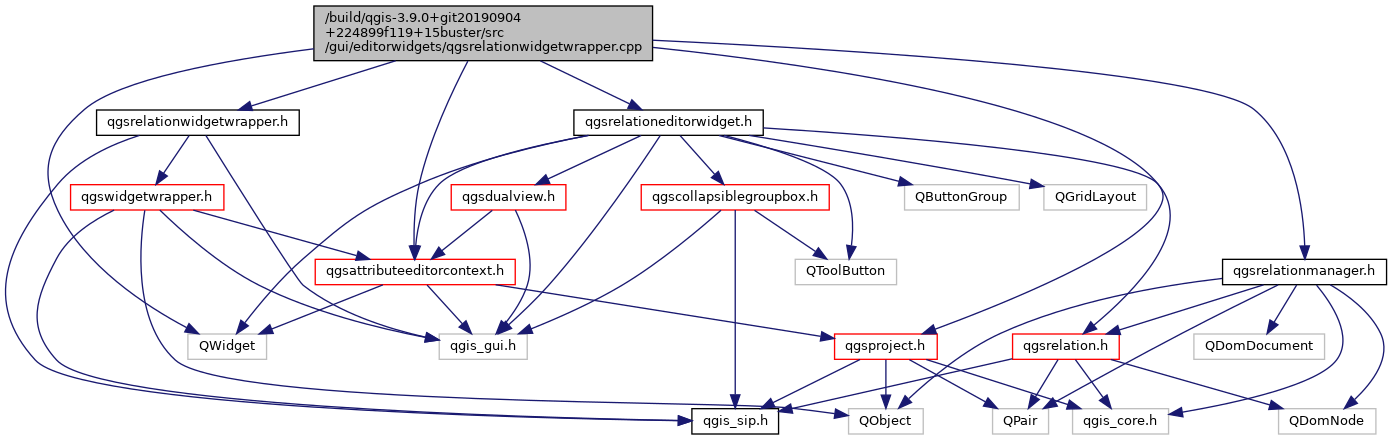 /build/qgis-3.9.0+git20190904
+224899f119+15buster/src
/gui/editorwidgets/qgsrelationwidgetwrapper.cpp
qgsrelationwidgetwrapper.h
qgsrelationeditorwidget.h
qgswidgetwrapper.h
qgsdualview.h
qgscollapsiblegroupbox.h
QButtonGroup
QGridLayout
qgsattributeeditorcontext.h
QToolButton
qgsrelationmanager.h
QWidget
qgis_gui.h
qgsproject.h
qgsrelation.h
QDomDocument
qgis_sip.h
QObject
QPair
qgis_core.h
QDomNode